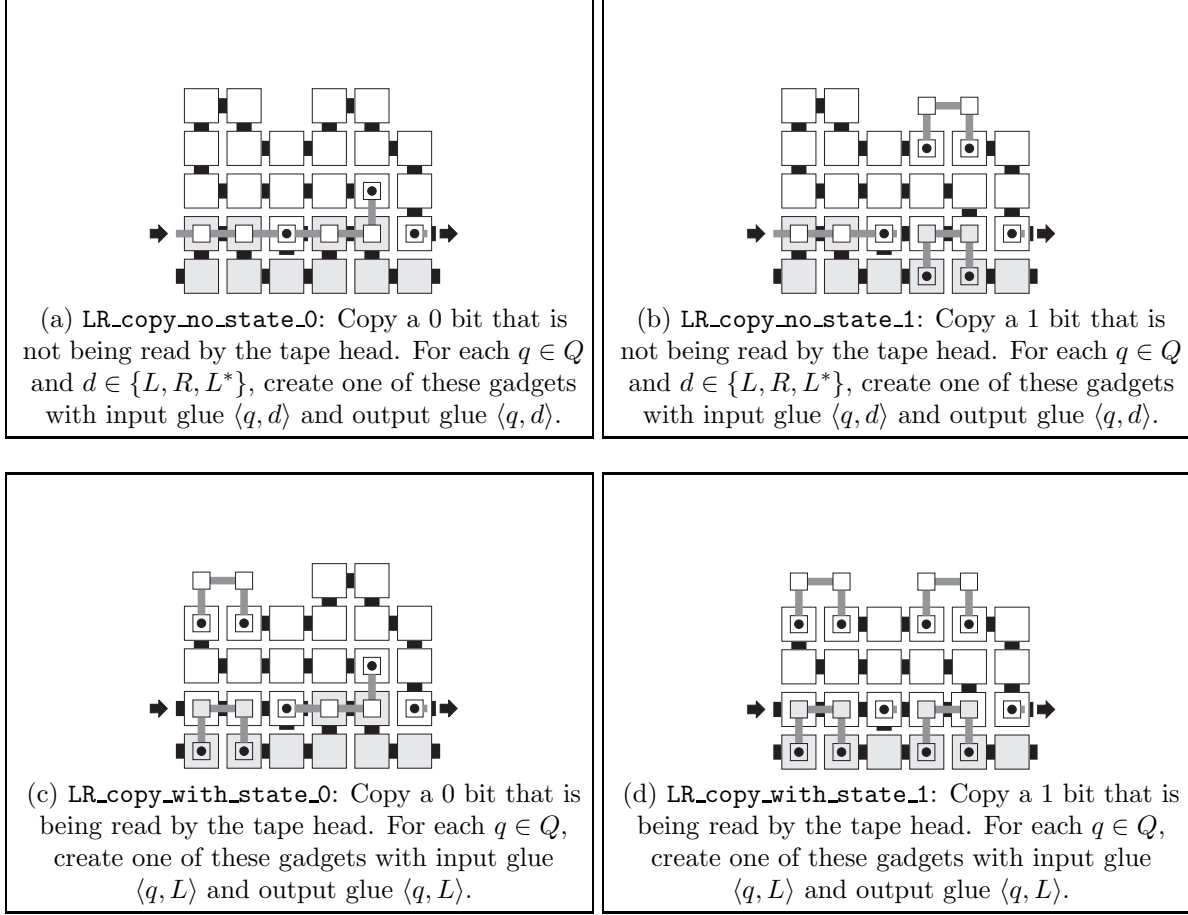 (a) LR_copy_no_state_0: Copy a 0 bit that is
not being read by the tape head. For each q ∈ Q
and d ∈ {L, R, L*}, create one of these gadgets
with input glue ⟨q, d⟩ and output glue ⟨q, d⟩.
(b) LR_copy_no_state_1: Copy a 1 bit that is
not being read by the tape head. For each q ∈ Q
and d ∈ {L, R, L*}, create one of these gadgets
with input glue ⟨q, d⟩ and output glue ⟨q, d⟩.
(c) LR_copy_with_state_0: Copy a 0 bit that is
being read by the tape head. For each q ∈ Q,
create one of these gadgets with input glue
⟨q, L⟩ and output glue ⟨q, L⟩.
(d) LR_copy_with_state_1: Copy a 1 bit that is
being read by the tape head. For each q ∈ Q,
create one of these gadgets with input glue
⟨q, L⟩ and output glue ⟨q, L⟩.